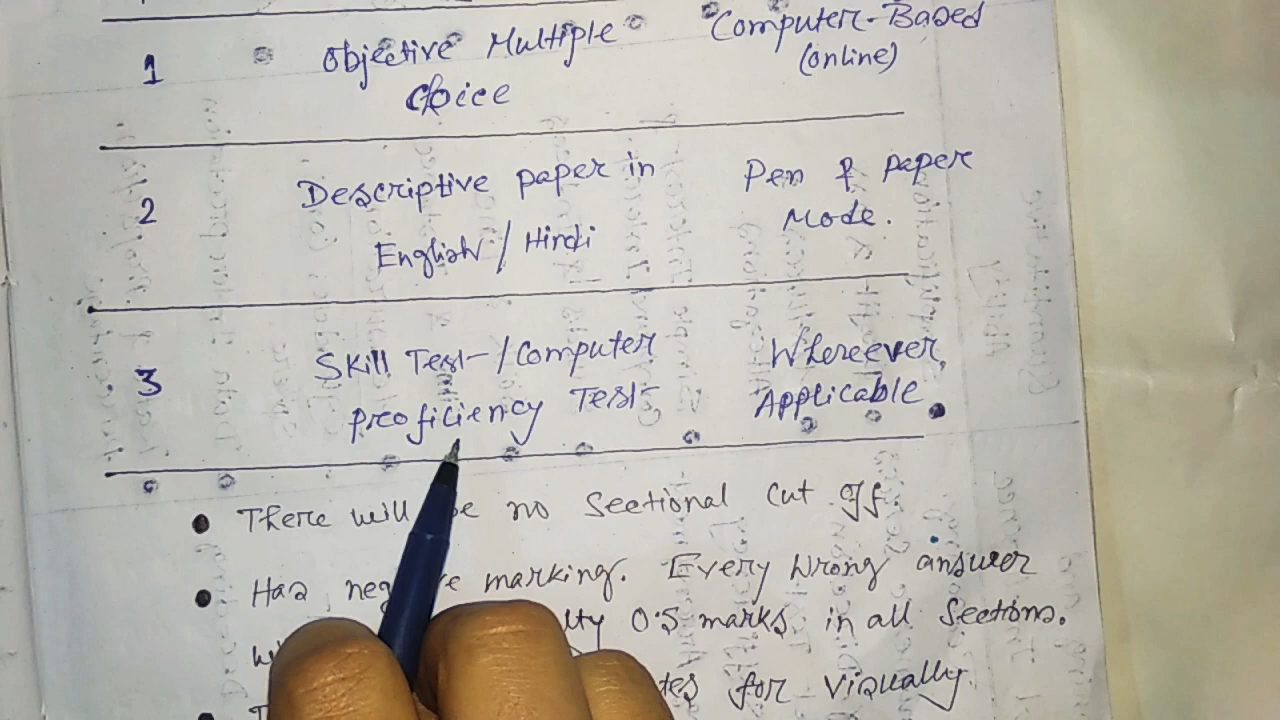 1 Objective Multiple Computer-Based
Choice (online)
2 Descriptive paper in Pen & paper
English / Hindi Mode.
3 Skill Test / Computer Whereever
proficiency Test Applicable
There will be no Sectional Cut Off
Has negative marking. Every Wrong answer
0.5 marks in all Sections.
for Visually